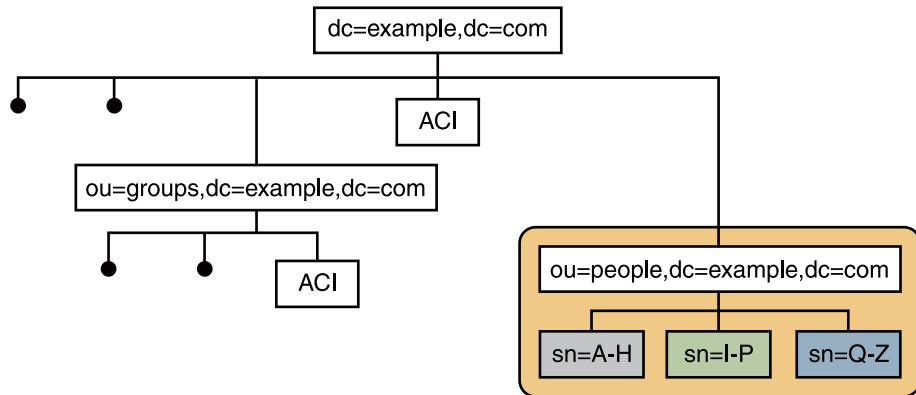 dc=example,dc=com
ACI
ou=groups,dc=example,dc=com
ACI
ou=people,dc=example,dc=com
sn=A-H
sn=I-P
sn=Q-Z